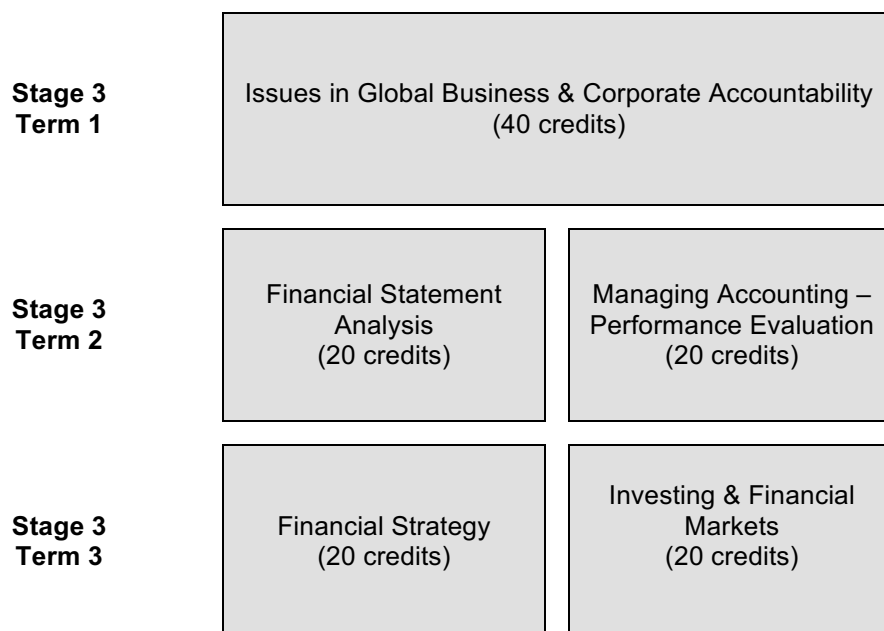 Stage 3
Term 1
Issues in Global Business & Corporate Accountability
(40 credits)
Stage 3
Term 2
Financial Statement
Analysis
(20 credits)
Managing Accounting –
Performance Evaluation
(20 credits)
Stage 3
Term 3
Financial Strategy
(20 credits)
Investing & Financial
Markets
(20 credits)